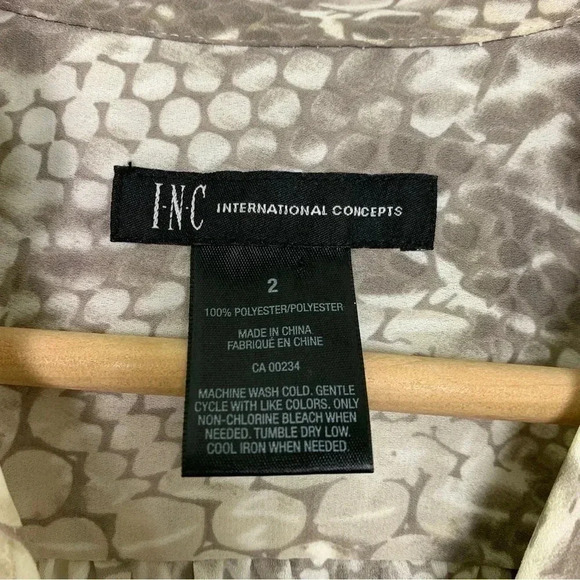 I·N·C INTERNATIONAL CONCEPTS
2
100% POLYESTER/POLYESTER
MADE IN CHINA
FABRIQUÉ EN CHINE
CA 00234
MACHINE WASH COLD. GENTLE
CYCLE WITH LIKE COLORS. ONLY
NON-CHLORINE BLEACH WHEN
NEEDED. TUMBLE DRY LOW.
COOL IRON WHEN NEEDED.